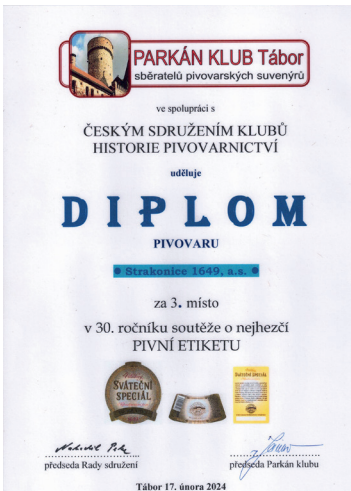 PARKÁN KLUB Tábor
sběratelů pivovarských suvenýrů
ve spolupráci s
ČESKÝM SDRUŽENÍM KLUBŮ
HISTORIE PIVOVARNICTVÍ
uděluje
DIPLOM
PIVOVARU
● Strakonice 1649, a.s. ●
za 3. místo
v 30. ročníku soutěže o nejhezčí
PIVNÍ ETIKETU
SVÁTEČNÍ
SPECIÁL
SVÁTEČNÍ
SPECIÁL
předseda Rady sdružení
předseda Parkán klubu
Tábor 17. února 2024